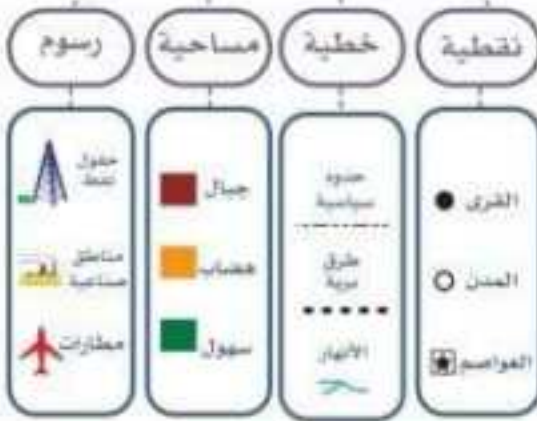 نقطية
خطية
مساحية
رسوم
القرى
المدن
العواصم
حدود
سياسية
طرق
برية
الأنهار
جبال
هضاب
سهول
حقول
نفط
مناطق
صناعية
مطارات